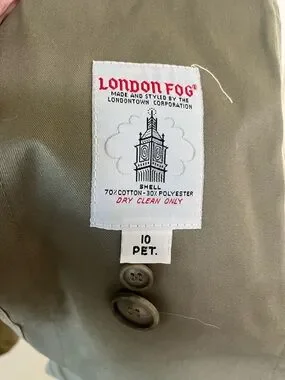 LONDON FOG®
MADE AND STYLED BY THE
LONDONTOWN CORPORATION
SHELL
70% COTTON-30% POLYESTER
DRY CLEAN ONLY
10
PET.